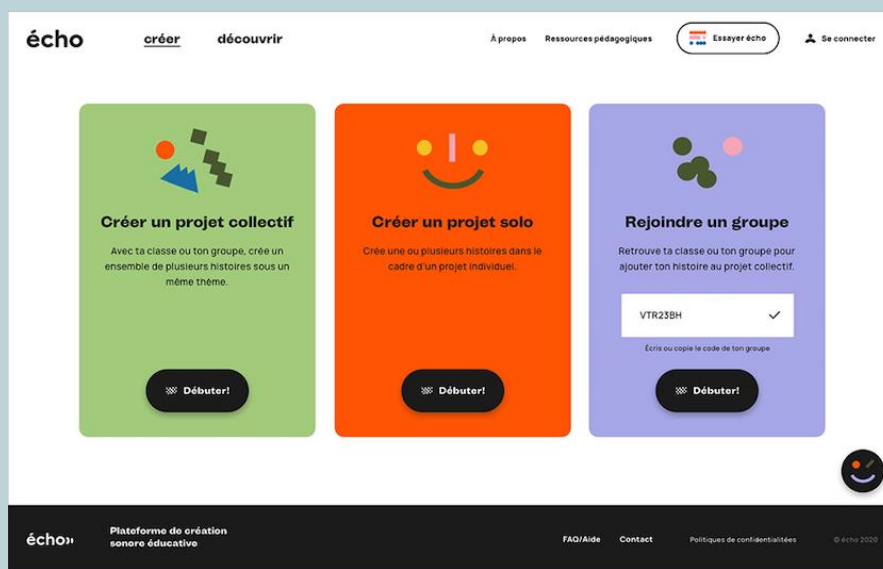 écho
créer
découvrir
À propos
Ressources pédagogiques
Essayer écho
Se connecter
Créer un projet collectif
Avec ta classe ou ton groupe, crée un
ensemble de plusieurs histoires sous un
même thème.
Débuter!
Créer un projet solo
Crée une ou plusieurs histoires dans le
cadre d'un projet individuel.
Débuter!
Rejoindre un groupe
Retrouve ta classe ou ton groupe pour
ajouter ton histoire au projet collectif.
VTR23BH
Écris ou copie le code de ton groupe
Débuter!
écho
Plateforme de création
sonore éducative
FAQ/Aide
Contact
Politiques de confidentialitées
© écho 2020